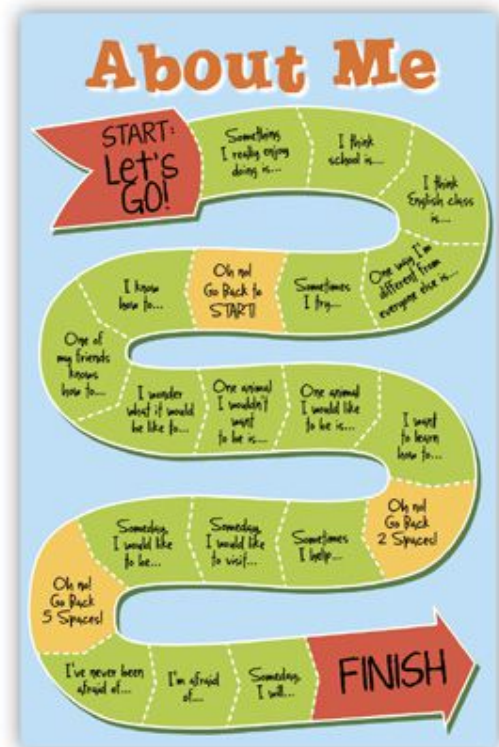 About Me
START:
Let's
GO!
Something
I really enjoy
doing is...
I think
school is...
I think
English class
is...
One way I'm
different from
everyone else is...
Sometimes
I try...
Oh no!
Go Back to
START!
I know
how to...
One of
my friends
knows
how to...
I wonder
what it would
be like to...
One animal
I wouldn't
want
to be is...
One animal
I would like
to be is...
I want
to learn
how to...
Oh no!
Go Back
2 Spaces!
Sometimes
I help...
Someday,
I would like
to visit...
Someday,
I would like
to be...
Oh no!
Go Back
5 Spaces!
I've never been
afraid of...
I'm afraid
of...
Someday,
I will...
FINISH